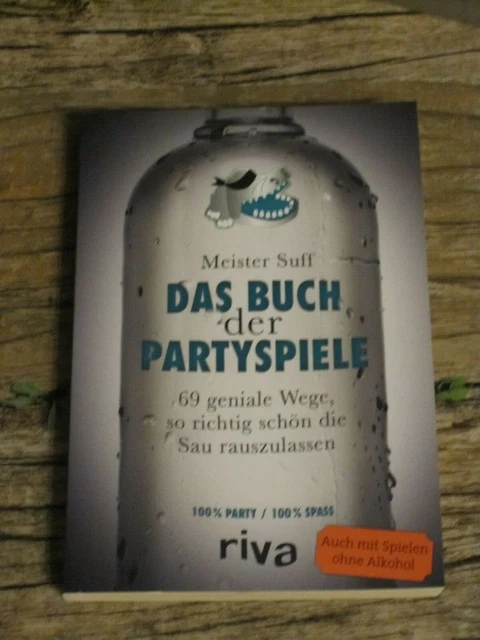 Meister Suff
DAS BUCH
der
PARTYSPIELE
69 geniale Wege,
so richtig schön die
Sau rauszulassen
100% PARTY / 100% SPASS
riva
Auch mit Spielen
ohne Alkohol